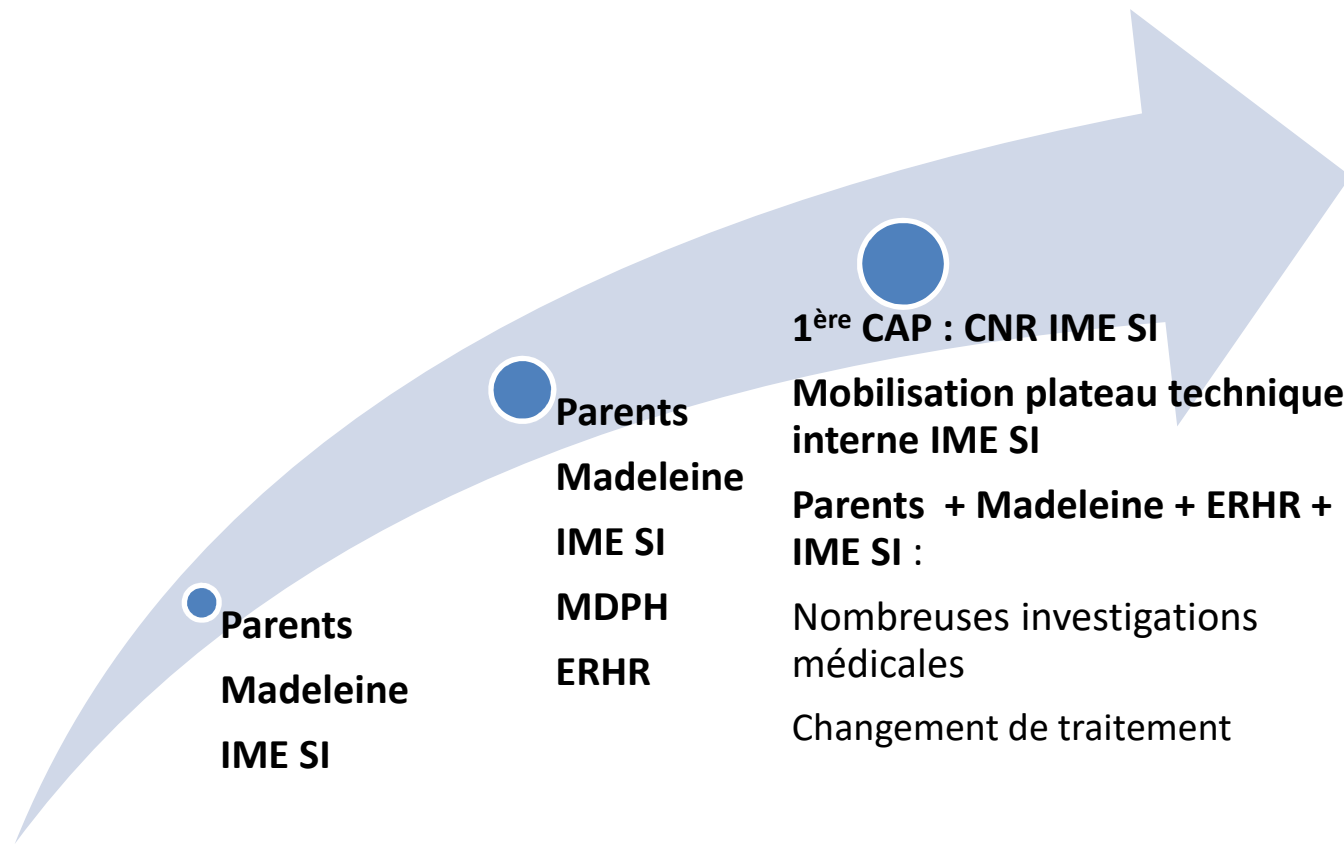 Parents
Madeleine
IME SI
Parents
Madeleine
IME SI
MDPH
ERHR
1ère CAP : CNR IME SI
Mobilisation plateau technique
interne IME SI
Parents + Madeleine + ERHR +
IME SI :
Nombreuses investigations
médicales
Changement de traitement